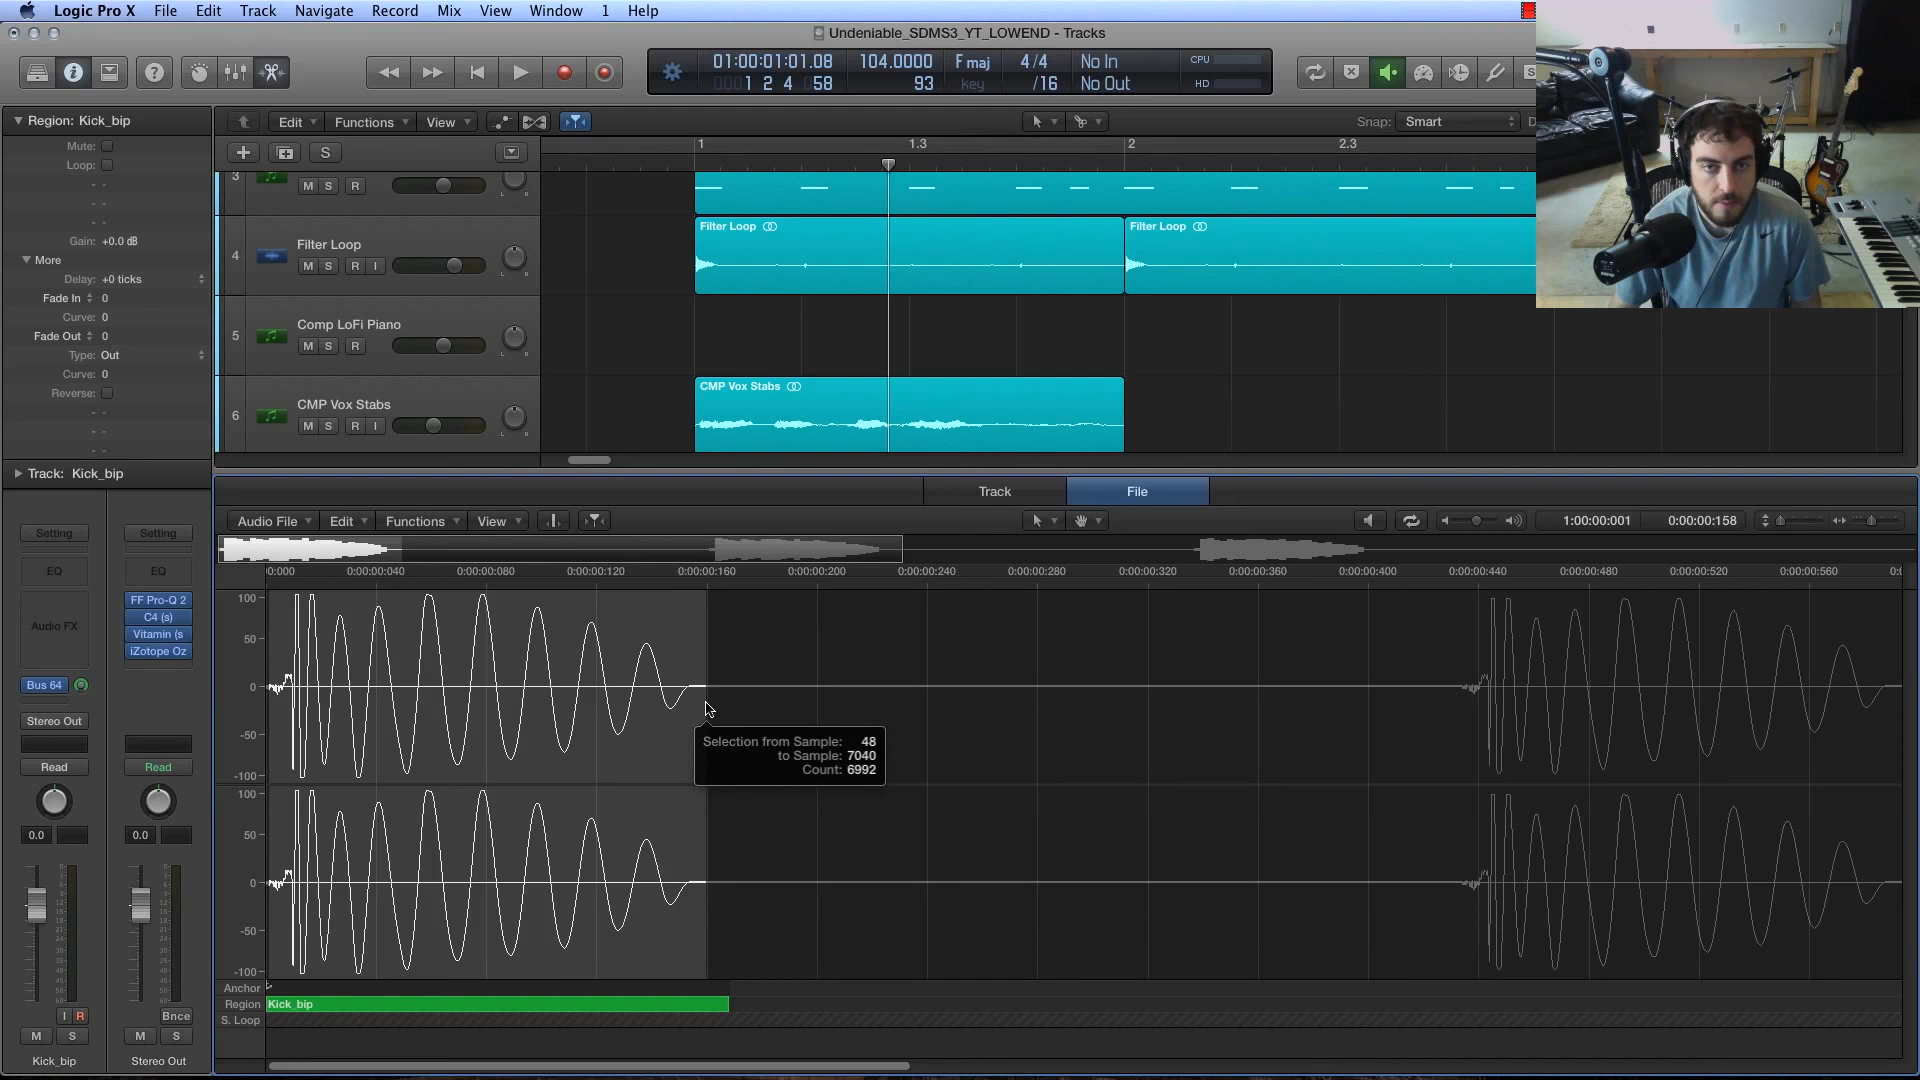 Logic Pro X File Edit Track Navigate Record Mix View Window 1 Help
Undeniable_SDMS3_YT_LOWEND - Tracks
01:00:01:01.08 104.0000 F maj 4/4 No In CPU
1 2 4 58 93 key /16 No Out HD
Region: Kick_bip
Mute:
Loop:
Gain: +0.0 dB
More
Delay: +0 ticks
Fade In 0
Curve: 0
Fade Out 0
Type: Out
Curve: 0
Reverse:
Track: Kick_bip
Edit Functions View Snap: Smart D
S 1 1.3 2 2.3
3 M S R
4 Filter Loop
M S R I
Filter Loop Filter Loop
5 Comp LoFi Piano
M S R
6 CMP Vox Stabs
M S R I
CMP Vox Stabs
Track File
Audio File Edit Functions View 1:00:00:001 0:00:00:158
0:000 0:00:00:040 0:00:00:080 0:00:00:120 0:00:00:160 0:00:00:200 0:00:00:240 0:00:00:280 0:00:00:320 0:00:00:360 0:00:00:400 0:00:00:440 0:00:00:480 0:00:00:520 0:00:00:560
100
50
0
-50
-100
100
50
0
-50
-100
Selection from Sample: 48
to Sample: 7040
Count: 6992
Anchor
Region Kick_bip
S. Loop
Setting Setting
EQ EQ
Audio FX FF Pro-Q 2
C4 (s)
Vitamin (s
iZotope Oz
Bus 64
Stereo Out
Read Read
0.0 0.0
I R Bnce
M S M S
Kick_bip Stereo Out